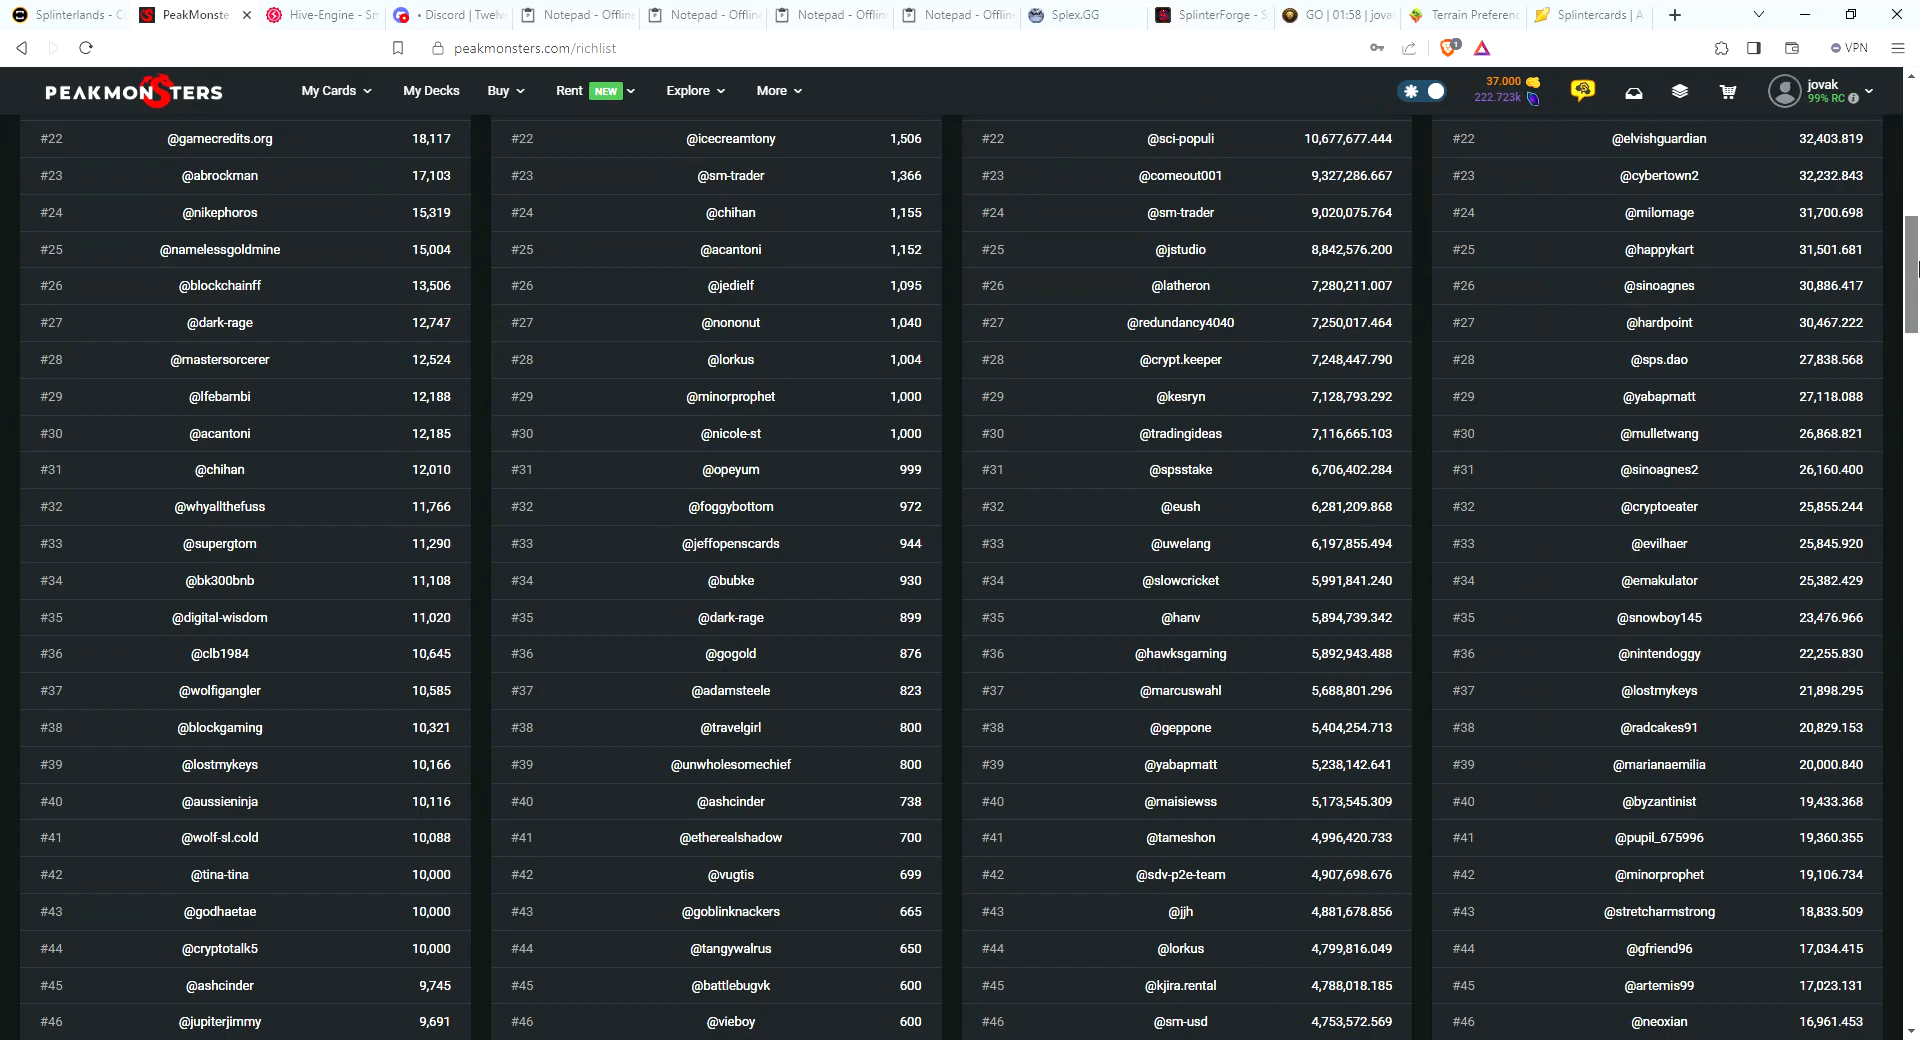 Splinterlands - C
PeakMonste
Hive-Engine - Sm
• Discord | Twelv
Notepad - Offlin
Notepad - Offlin
Notepad - Offlin
Notepad - Offlin
Splex.GG
SplinterForge - S
GO | 01:58 | jova
Terrain Preferenc
Splintercards | A
peakmonsters.com/richlist
1
VPN
PEAKMONSTERS
My Cards
My Decks
Buy
Rent NEW
Explore
More
37.000
222.723k
jovak
99% RC
#22 @gamecredits.org 18,117 #22 @icecreamtony 1,506 #22 @sci-populi 10,677,677.444 #22 @elvishguardian 32,403.819
#23 @abrockman 17,103 #23 @sm-trader 1,366 #23 @comeout001 9,327,286.667 #23 @cybertown2 32,232.843
#24 @nikephoros 15,319 #24 @chihan 1,155 #24 @sm-trader 9,020,075.764 #24 @milomage 31,700.698
#25 @namelessgoldmine 15,004 #25 @acantoni 1,152 #25 @jstudio 8,842,576.200 #25 @happykart 31,501.681
#26 @blockchainff 13,506 #26 @jedielf 1,095 #26 @latheron 7,280,211.007 #26 @sinoagnes 30,886.417
#27 @dark-rage 12,747 #27 @nononut 1,040 #27 @redundancy4040 7,250,017.464 #27 @hardpoint 30,467.222
#28 @mastersorcerer 12,524 #28 @lorkus 1,004 #28 @crypt.keeper 7,248,447.790 #28 @sps.dao 27,838.568
#29 @lfebambi 12,188 #29 @minorprophet 1,000 #29 @kesryn 7,128,793.292 #29 @yabapmatt 27,118.088
#30 @acantoni 12,185 #30 @nicole-st 1,000 #30 @tradingideas 7,116,665.103 #30 @mulletwang 26,868.821
#31 @chihan 12,010 #31 @opeyum 999 #31 @spsstake 6,706,402.284 #31 @sinoagnes2 26,160.400
#32 @whyallthefuss 11,766 #32 @foggybottom 972 #32 @eush 6,281,209.868 #32 @cryptoeater 25,855.244
#33 @supergtom 11,290 #33 @jeffopenscards 944 #33 @uwelang 6,197,855.494 #33 @evilhaer 25,845.920
#34 @bk300bnb 11,108 #34 @bubke 930 #34 @slowcricket 5,991,841.240 #34 @emakulator 25,382.429
#35 @digital-wisdom 11,020 #35 @dark-rage 899 #35 @hanv 5,894,739.342 #35 @snowboy145 23,476.966
#36 @clb1984 10,645 #36 @gogold 876 #36 @hawksgaming 5,892,943.488 #36 @nintendoggy 22,255.830
#37 @wolfigangler 10,585 #37 @adamsteele 823 #37 @marcuswahl 5,688,801.296 #37 @lostmykeys 21,898.295
#38 @blockgaming 10,321 #38 @travelgirl 800 #38 @geppone 5,404,254.713 #38 @radcakes91 20,829.153
#39 @lostmykeys 10,166 #39 @unwholesomechief 800 #39 @yabapmatt 5,238,142.641 #39 @marianaemilia 20,000.840
#40 @aussieninja 10,116 #40 @ashcinder 738 #40 @maisiewss 5,173,545.309 #40 @byzantinist 19,433.368
#41 @wolf-sl.cold 10,088 #41 @etherealshadow 700 #41 @tameshon 4,996,420.733 #41 @pupil_675996 19,360.355
#42 @tina-tina 10,000 #42 @vugtis 699 #42 @sdv-p2e-team 4,907,698.676 #42 @minorprophet 19,106.734
#43 @godhaetae 10,000 #43 @goblinknackers 665 #43 @jjh 4,881,678.856 #43 @stretcharmstrong 18,833.509
#44 @cryptotalk5 10,000 #44 @tangywalrus 650 #44 @lorkus 4,799,816.049 #44 @gfriend96 17,034.415
#45 @ashcinder 9,745 #45 @battlebugvk 600 #45 @kjira.rental 4,788,018.185 #45 @artemis99 17,023.131
#46 @jupiterjimmy 9,691 #46 @vieboy 600 #46 @sm-usd 4,753,572.569 #46 @neoxian 16,961.453